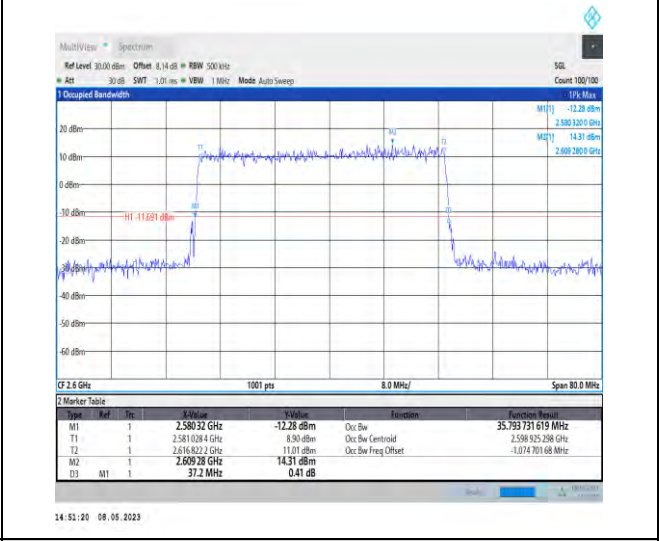 MultiView Spectrum
Ref Level 30.00 dBm Offset 8.14 dB RBW 500 kHz SGL
Att 30 dB SWT 1.01 ms VBW 1 MHz Mode Auto Sweep Count 100/100
1 Occupied Bandwidth 1Pk Max
M1[1] -12.28 dBm
2.580 320 0 GHz
M2[1] 14.31 dBm
2.609 280 0 GHz
20 dBm
M2
T1
T2
10 dBm
0 dBm
-10 dBm
H1 -11.691 dBm
M1
D3
-20 dBm
-30 dBm
-40 dBm
-50 dBm
-60 dBm
CF 2.6 GHz 1001 pts 8.0 MHz/ Span 80.0 MHz
2 Marker Table
Type Ref Trc X-Value Y-Value Function Function Result
M1 1 2.58032 GHz -12.28 dBm Occ Bw 35.793 731 619 MHz
T1 1 2.581 028 4 GHz 8.90 dBm Occ Bw Centroid 2.598 925 298 GHz
T2 1 2.616 822 2 GHz 11.01 dBm Occ Bw Freq Offset -1.074 701 68 MHz
M2 1 2.609 28 GHz 14.31 dBm
D3 M1 1 37.2 MHz 0.41 dB
14:51:20 08.05.2023